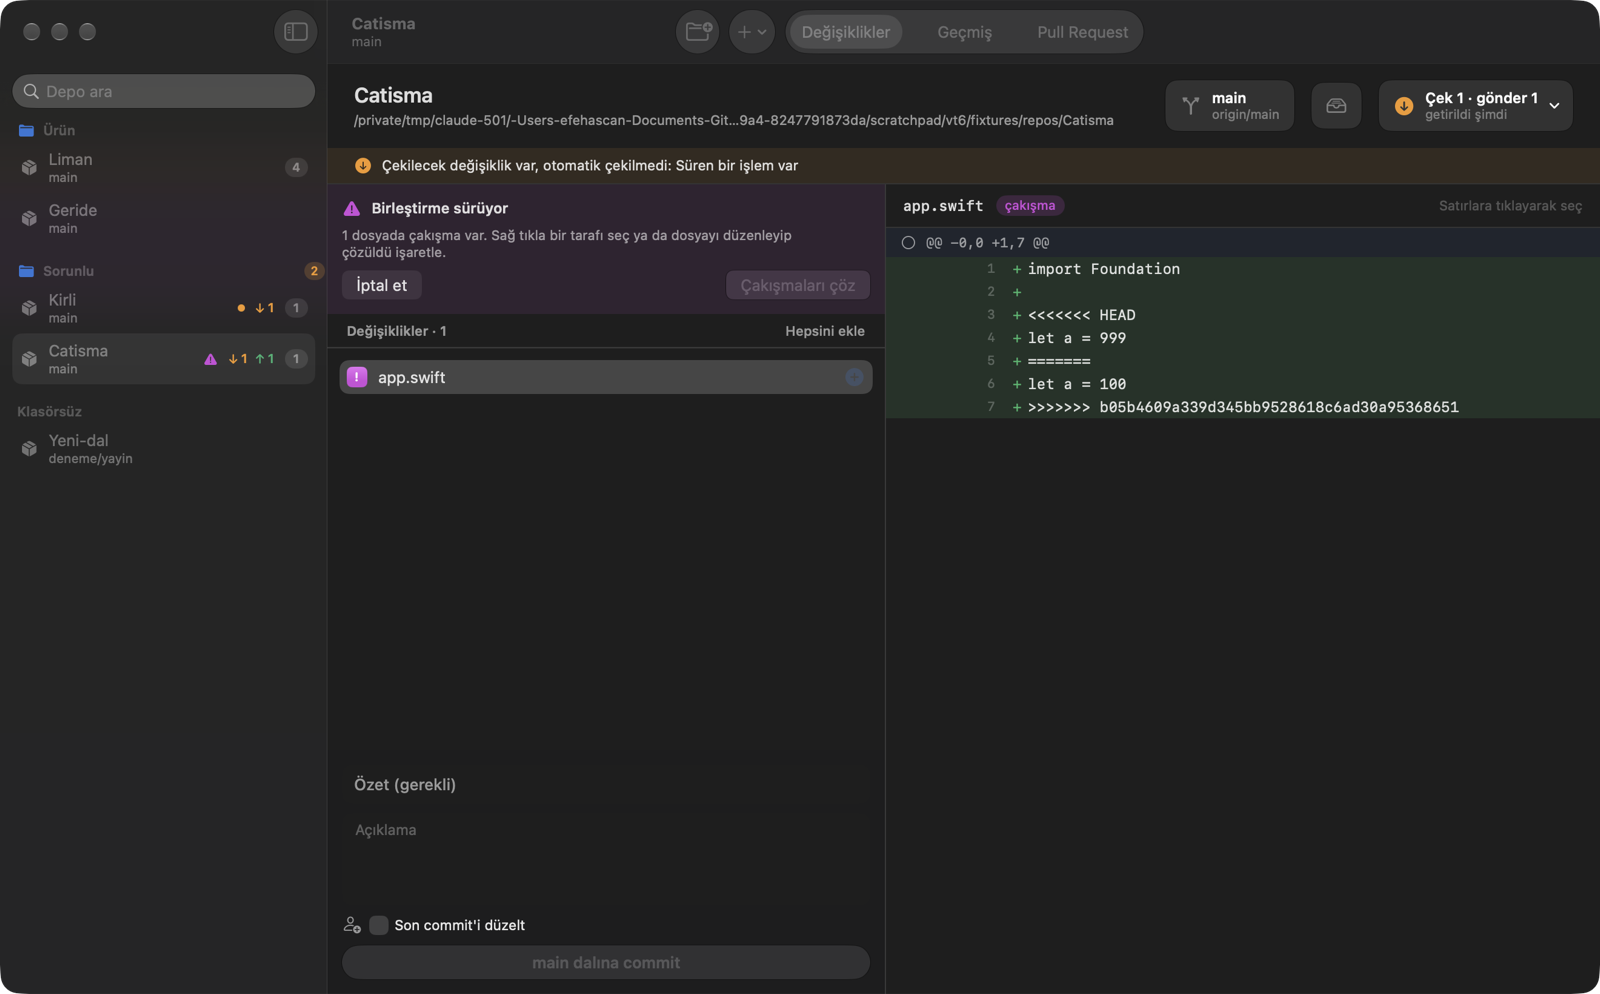 Depo ara
Ürün
Liman
main
4
Geride
main
Sorunlu
2
Kirli
main
1
1
Catisma
main
1
1
1
Klasörsüz
Yeni-dal
deneme/yayin
Catisma
main
Değişiklikler
Geçmiş
Pull Request
Catisma
/private/tmp/claude-501/-Users-efehascan-Documents-Git...9a4-8247791873da/scratchpad/vt6/fixtures/repos/Catisma
main
origin/main
Çek 1 · gönder 1
getirildi şimdi
Çekilecek değişiklik var, otomatik çekilmedi: Süren bir işlem var
Birleştirme sürüyor
1 dosyada çakışma var. Sağ tıkla bir tarafı seç ya da dosyayı düzenleyip
çözüldü işaretle.
İptal et
Çakışmaları çöz
Değişiklikler · 1
Hepsini ekle
app.swift
Özet (gerekli)
Açıklama
Son commit'i düzelt
main dalına commit
app.swift
çakışma
Satırlara tıklayarak seç
@@ -0,0 +1,7 @@
1 + import Foundation
2 +
3 + <<<<<<< HEAD
4 + let a = 999
5 + =======
6 + let a = 100
7 + >>>>>>> b05b4609a339d345bb9528618c6ad30a95368651